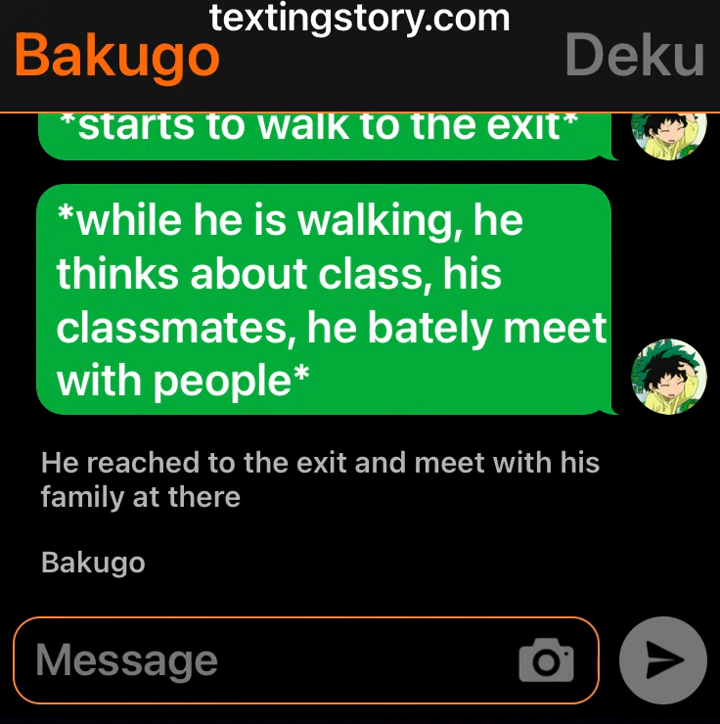 textingstory.com
Bakugo
Deku
*starts to walk to the exit*
*while he is walking, he
thinks about class, his
classmates, he bately meet
with people*
He reached to the exit and meet with his
family at there
Bakugo
Message